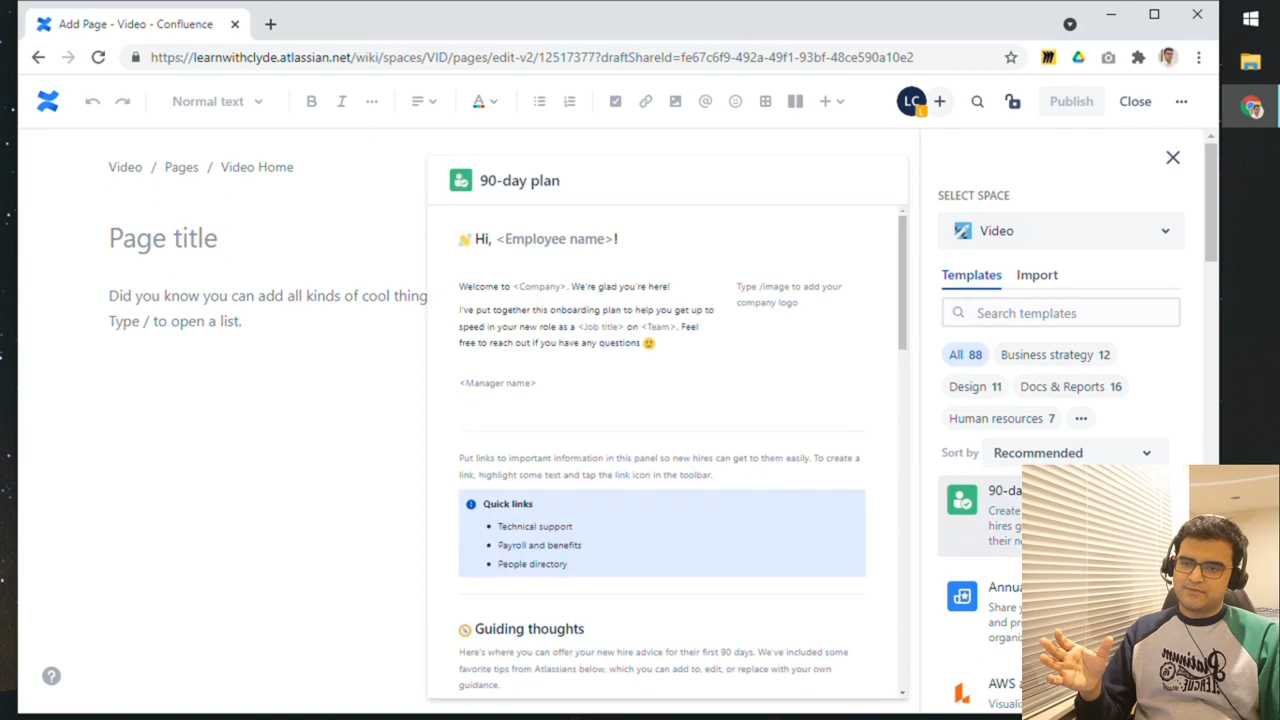 Add Page - Video - Confluence
https://learnwithclyde.atlassian.net/wiki/spaces/VID/pages/edit-v2/12517377?draftShareId=fe67c6f9-492a-49f1-93bf-48ce590a10e2
Normal text
B I A
LC
L
Publish
Close
Video / Pages / Video Home
Page title
Did you know you can add all kinds of cool thing
Type / to open a list.
90-day plan
Hi, <Employee name>!
Welcome to <Company>. We're glad you're here!
I've put together this onboarding plan to help you get up to
speed in your new role as a <Job title> on <Team>. Feel
free to reach out if you have any questions
Type /image to add your
company logo
<Manager name>
Put links to important information in this panel so new hires can get to them easily. To create a
link, highlight some text and tap the link icon in the toolbar.
Quick links
Technical support
Payroll and benefits
People directory
Guiding thoughts
Here's where you can offer your new hire advice for their first 90 days. We've included some
favorite tips from Atlassians below, which you can add to, edit, or replace with your own
guidance.
SELECT SPACE
Video
Templates
Import
Search templates
All 88
Business strategy 12
Design 11
Docs & Reports 16
Human resources 7
Sort by
Recommended
90-da
Create
hires g
their n
Annua
Share y
and pr
organiz
AWS a
Visualiz
Platinum
LEAGUE